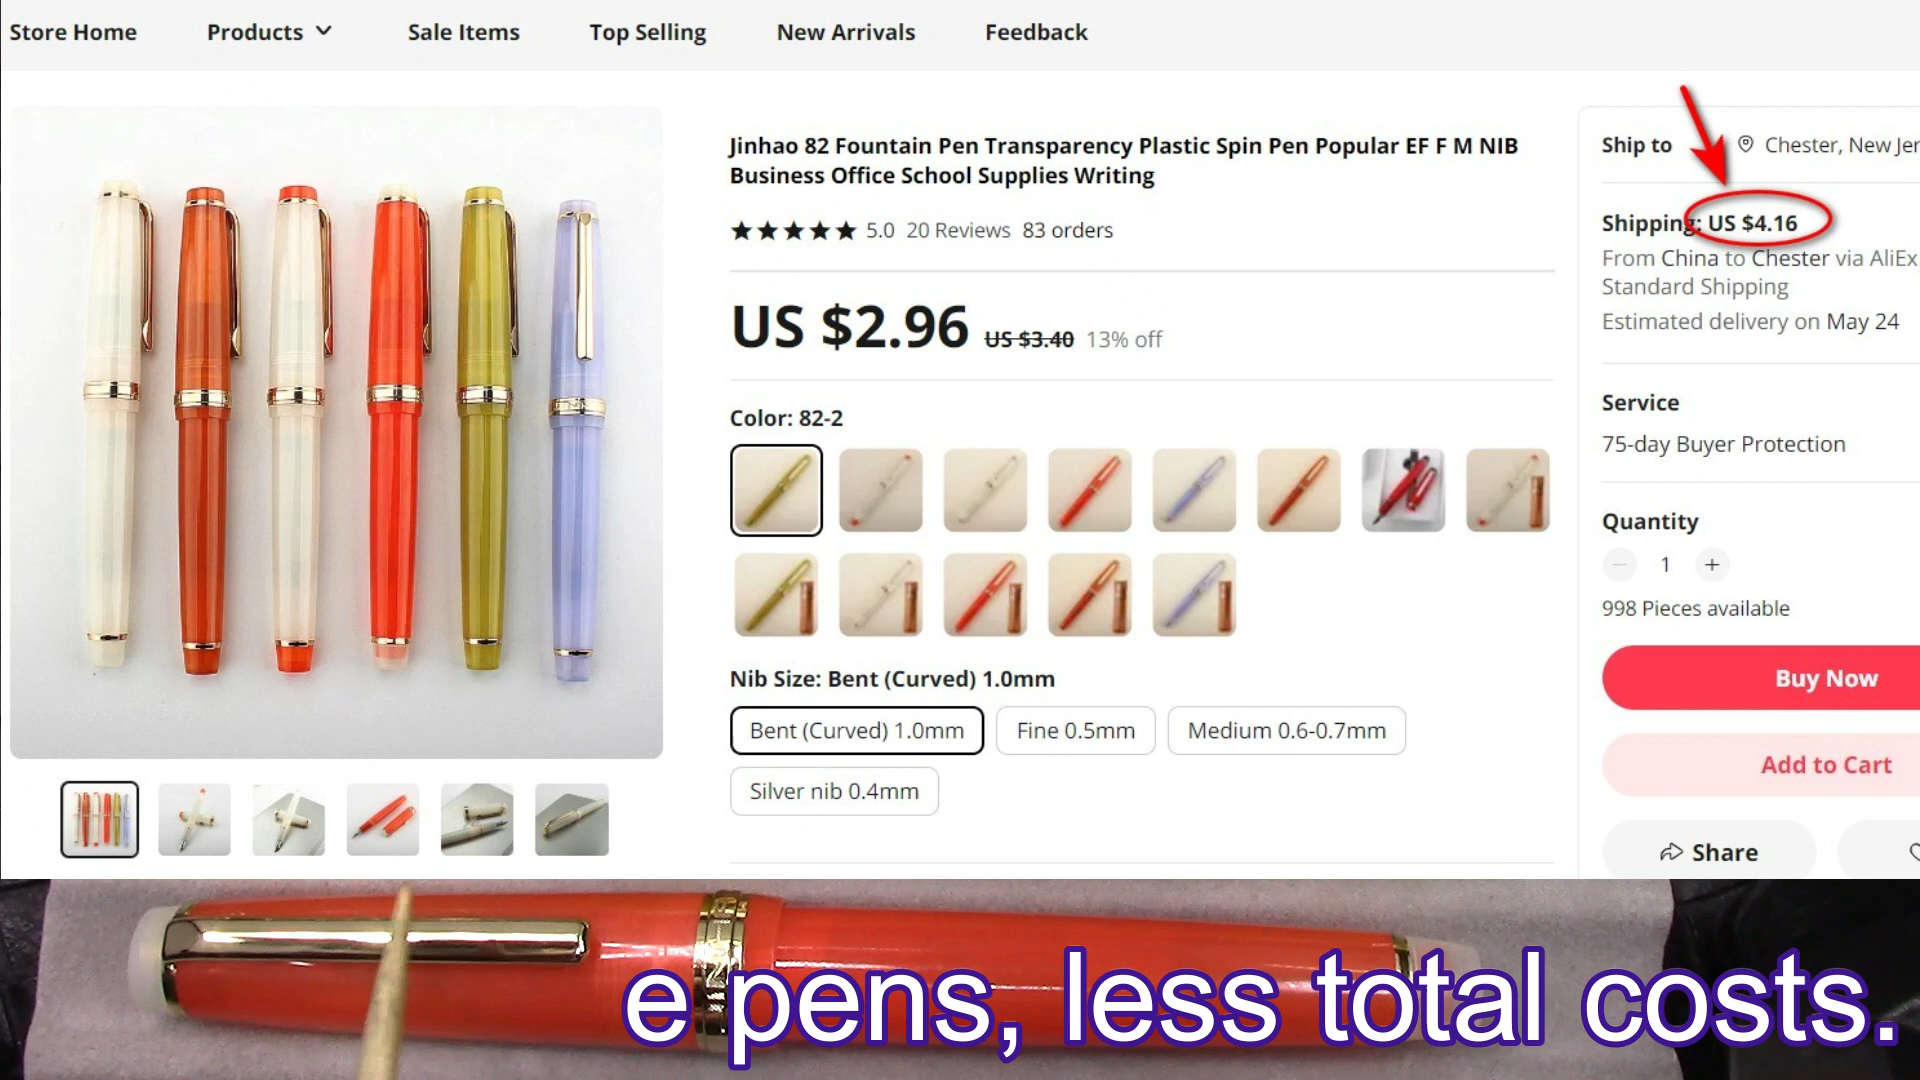 Store Home Products Sale Items Top Selling New Arrivals Feedback
Jinhao 82 Fountain Pen Transparency Plastic Spin Pen Popular EF F M NIB
Business Office School Supplies Writing
5.0 20 Reviews 83 orders
US $2.96 US $3.40 13% off
Color: 82-2
Nib Size: Bent (Curved) 1.0mm
Bent (Curved) 1.0mm Fine 0.5mm Medium 0.6-0.7mm
Silver nib 0.4mm
Ship to Chester, New Jer
Shipping: US $4.16
From China to Chester via AliEx
Standard Shipping
Estimated delivery on May 24
Service
75-day Buyer Protection
Quantity
1
998 Pieces available
Buy Now
Add to Cart
Share
e pens, less total costs.